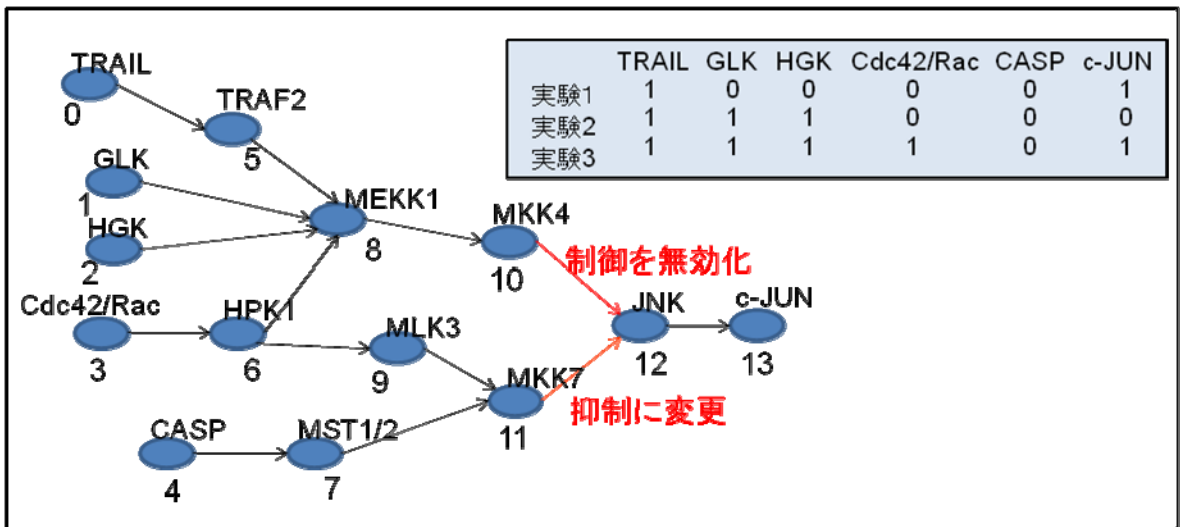 TRAIL
0
TRAF2
5
GLK
1
HGK
2
MEKK1
8
MKK4
10
制御を無効化
Cdc42/Rac
3
HPK1
6
MLK3
9
JNK
12
c-JUN
13
MKK7
11
抑制に変更
CASP
4
MST1/2
7
TRAIL GLK HGK Cdc42/Rac CASP c-JUN
実験1 1 0 0 0 0 1
実験2 1 1 1 0 0 0
実験3 1 1 1 1 0 1